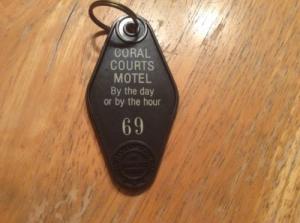 CORAL
COURTS
MOTEL
By the day
or by the hour
69